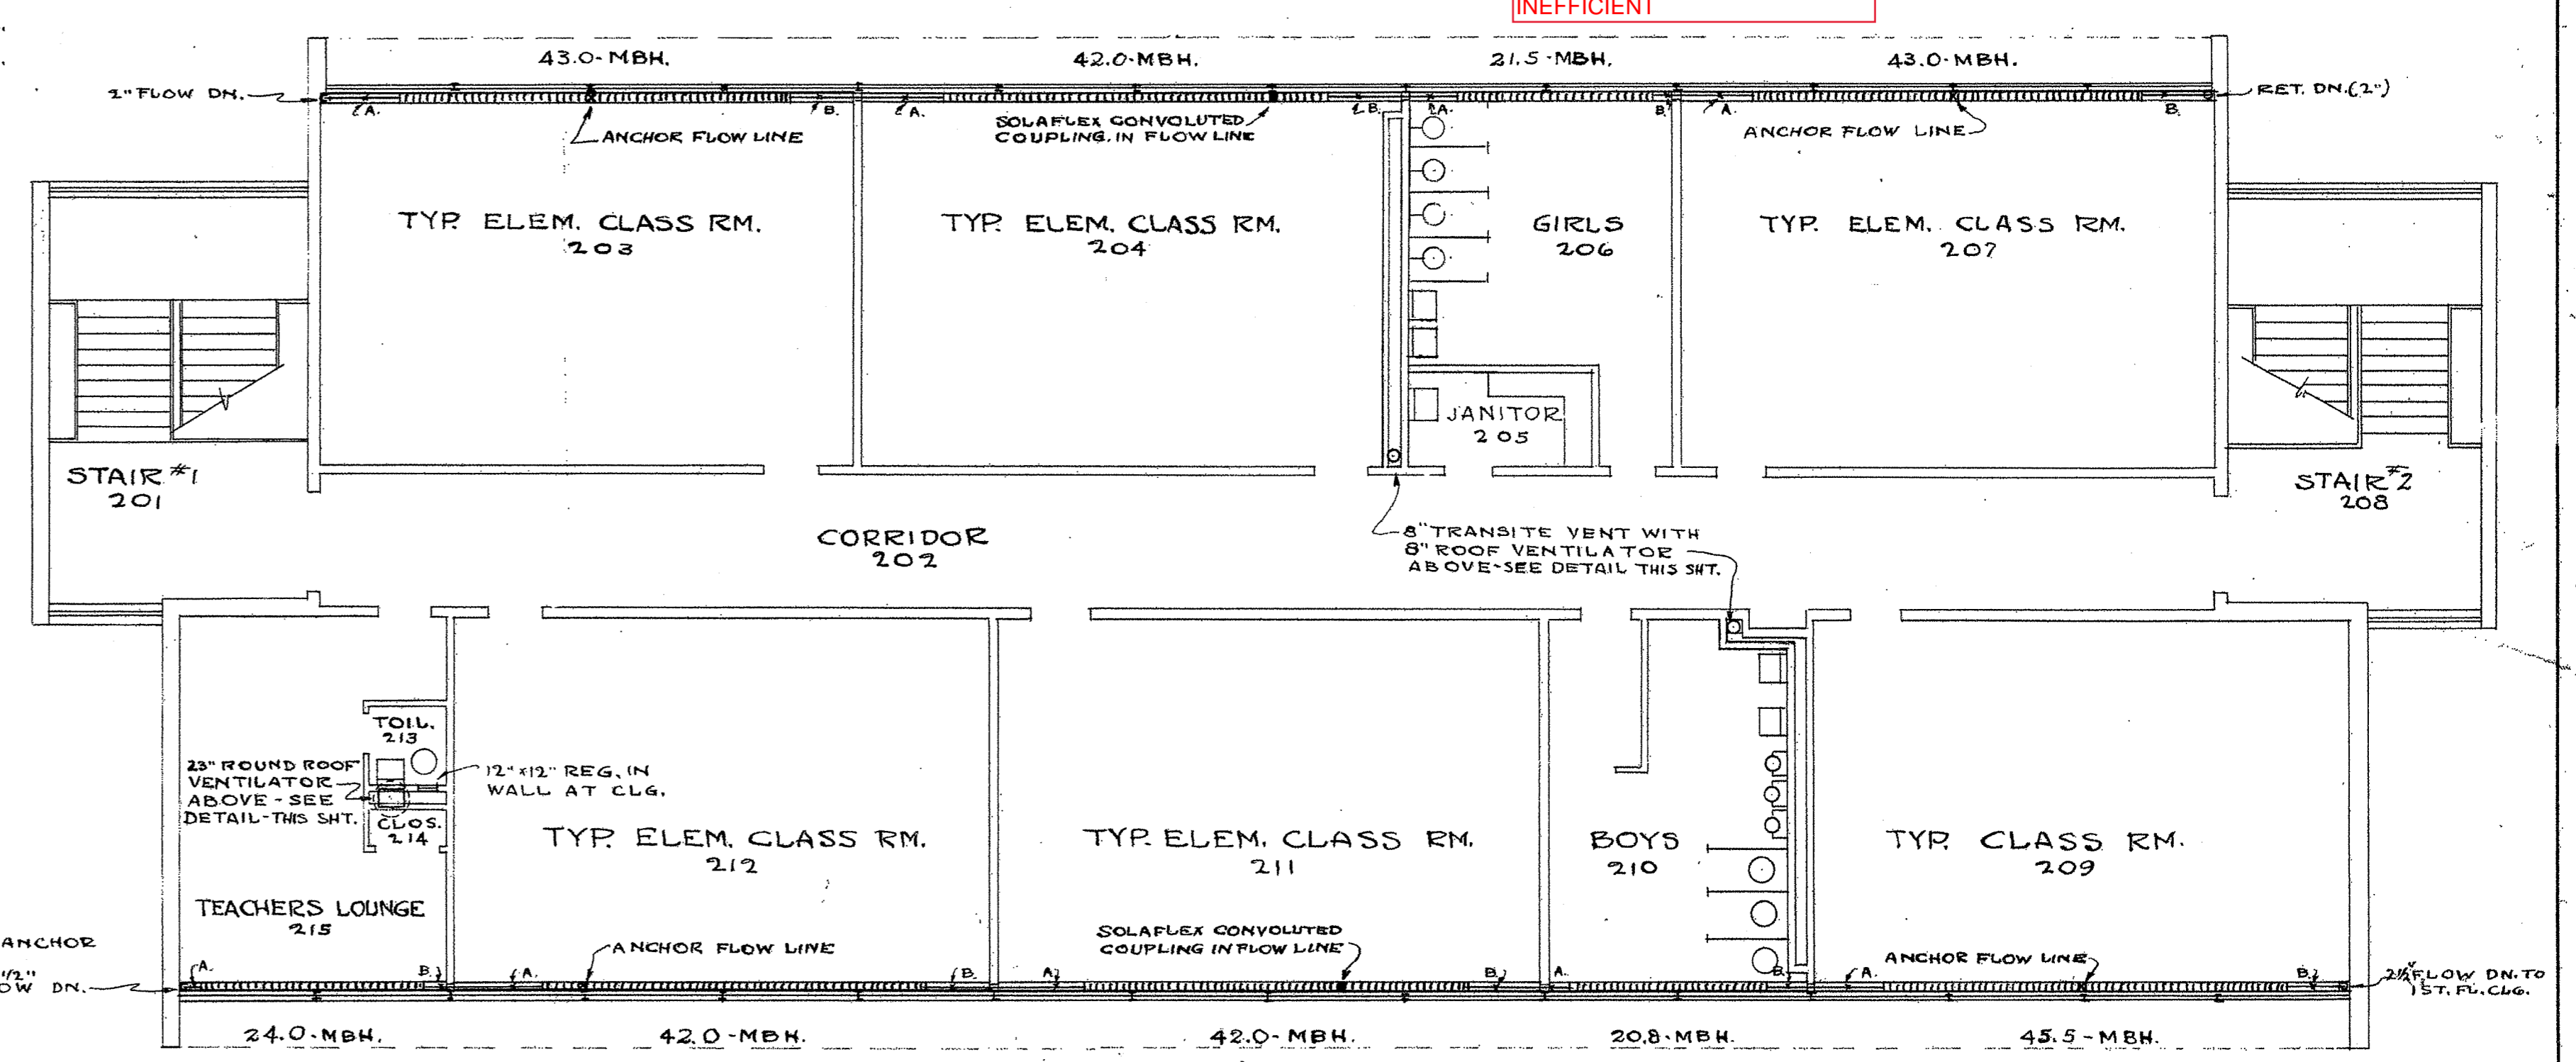 INEFFICIENT
43.0-MBH.
42.0-MBH.
21.5-MBH.
43.0-MBH.
2" FLOW DN.
A.
B.
A.
B.
A.
B.
A.
B.
RET. DN.(2")
ANCHOR FLOW LINE
SOLAFLEX CONVOLUTED
COUPLING IN FLOW LINE
ANCHOR FLOW LINE
TYP. ELEM. CLASS RM.
203
TYP. ELEM. CLASS RM.
204
GIRLS
206
TYP. ELEM. CLASS RM.
207
JANITOR
205
STAIR #1
201
STAIR #2
208
CORRIDOR
202
8" TRANSITE VENT WITH
8" ROOF VENTILATOR
ABOVE-SEE DETAIL THIS SHT.
TOIL.
213
23" ROUND ROOF
VENTILATOR
ABOVE-SEE
DETAIL-THIS SHT.
12"x12" REG. IN
WALL AT CLG.
CLOS.
214
TYP. ELEM. CLASS RM.
212
TYP. ELEM. CLASS RM.
211
BOYS
210
TYP. CLASS RM.
209
TEACHERS LOUNGE
215
ANCHOR
1/2"
OW DN.
ANCHOR FLOW LINE
SOLAFLEX CONVOLUTED
COUPLING IN FLOW LINE
ANCHOR FLOW LINE
A.
B.
A.
B.
A.
B.
A.
B.
A.
B.
2½" FLOW DN. TO
1ST. FL. CLG.
24.0-MBH.
42.0-MBH.
42.0-MBH.
20.8-MBH.
45.5-MBH.